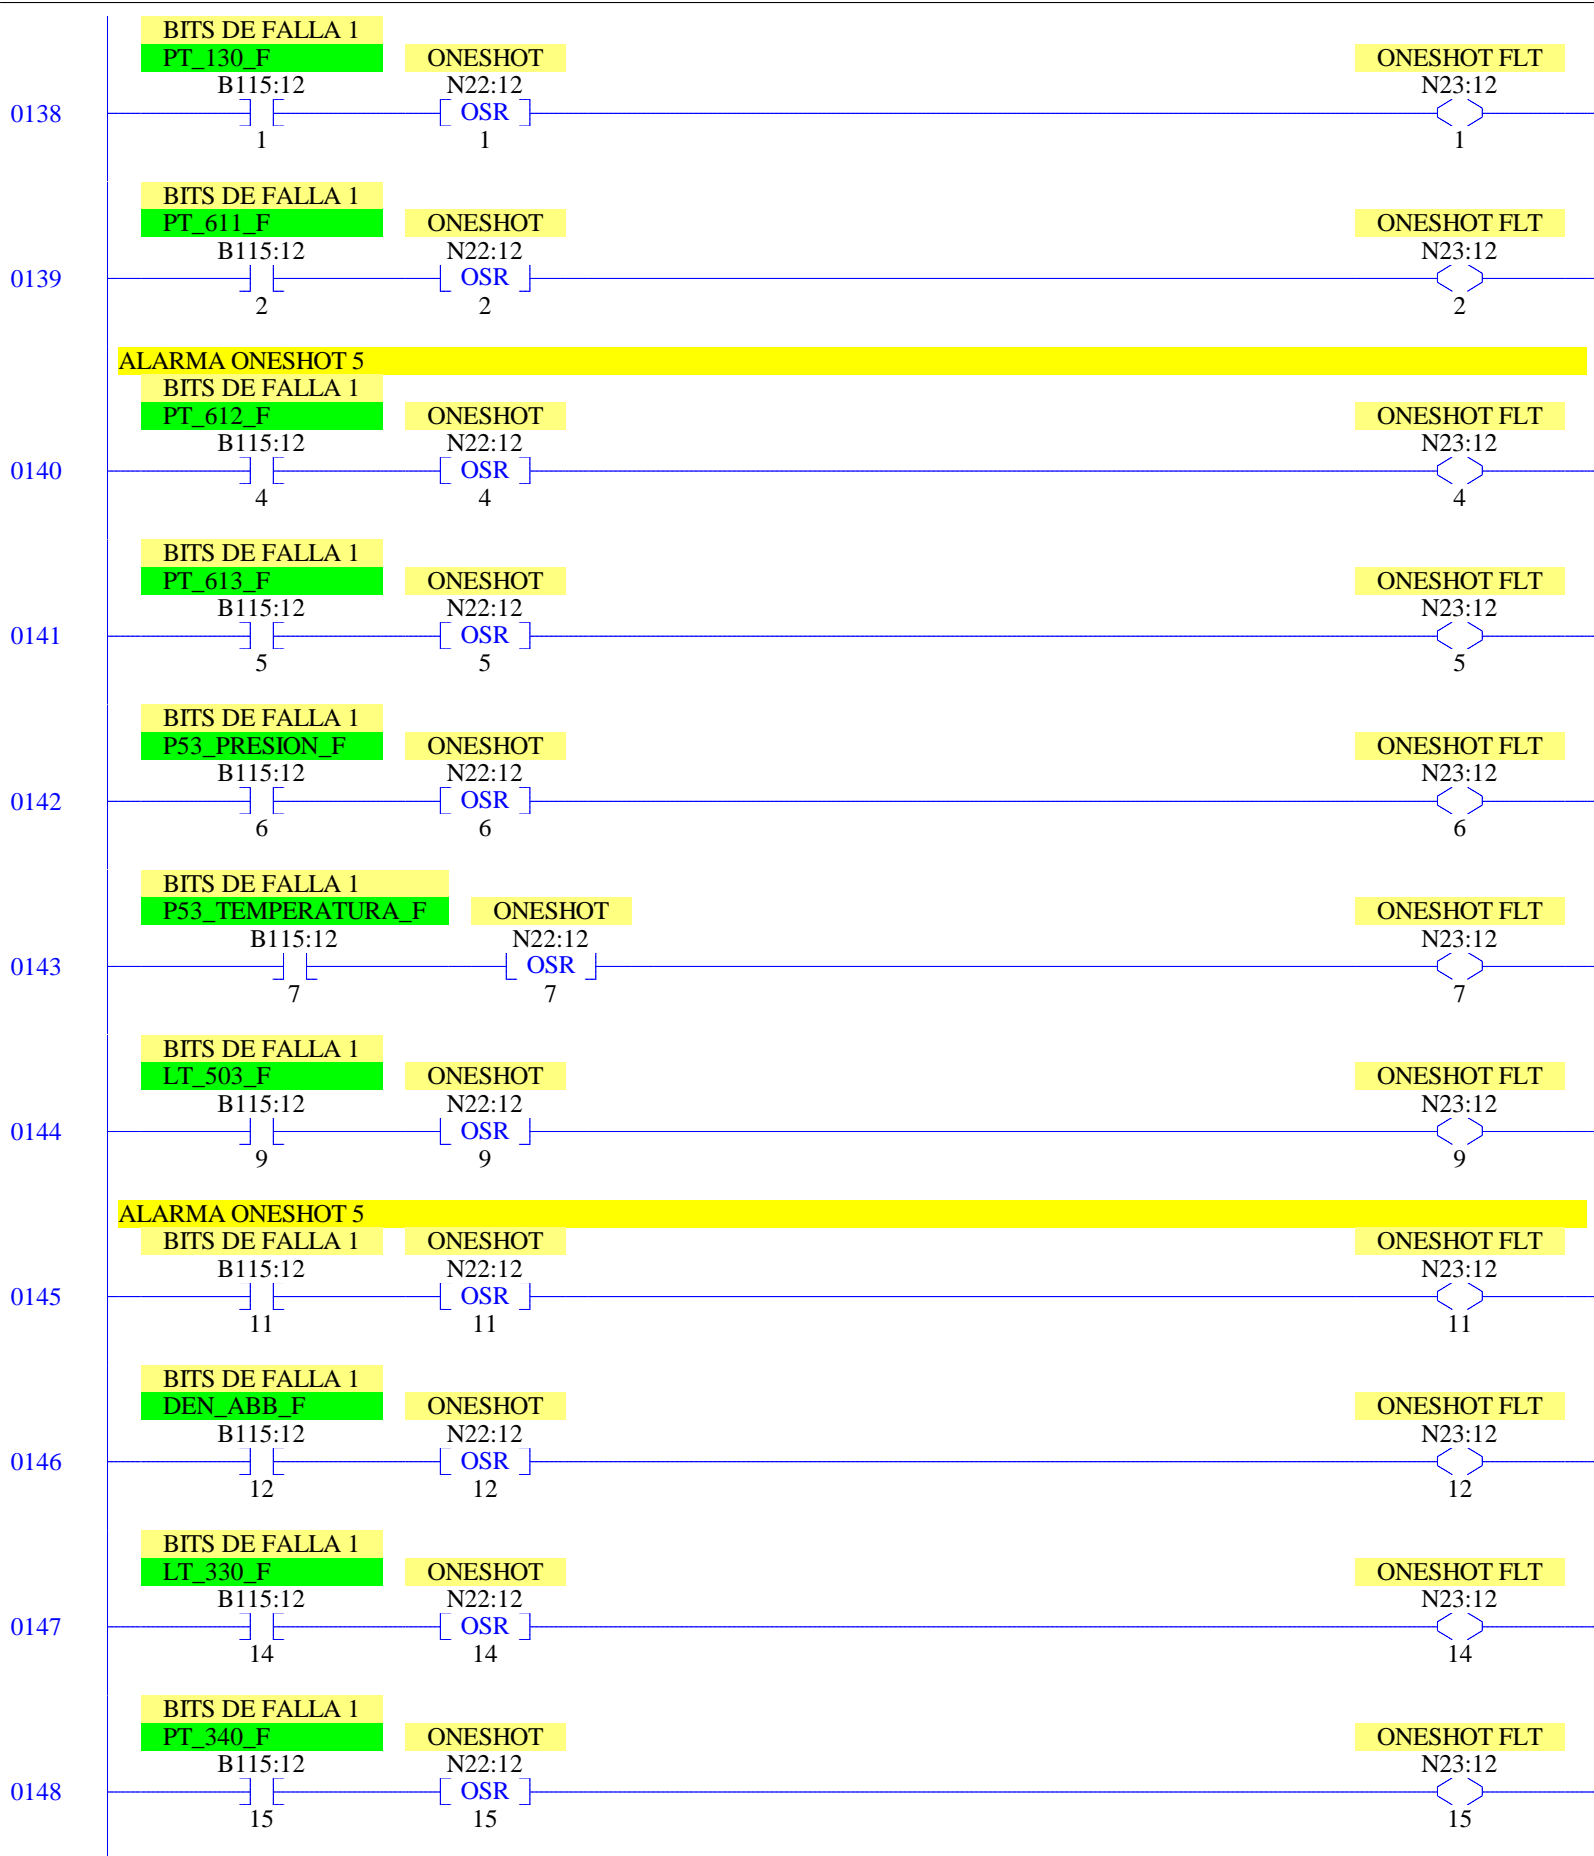 BITS DE FALLA 1
PT_130_F ONESHOT ONESHOT FLT
B115:12 N22:12 N23:12
0138 OSR
1 1 1
BITS DE FALLA 1
PT_611_F ONESHOT ONESHOT FLT
B115:12 N22:12 N23:12
0139 OSR
2 2 2
ALARMA ONESHOT 5
BITS DE FALLA 1
PT_612_F ONESHOT ONESHOT FLT
B115:12 N22:12 N23:12
0140 OSR
4 4 4
BITS DE FALLA 1
PT_613_F ONESHOT ONESHOT FLT
B115:12 N22:12 N23:12
0141 OSR
5 5 5
BITS DE FALLA 1
P53_PRESION_F ONESHOT ONESHOT FLT
B115:12 N22:12 N23:12
0142 OSR
6 6 6
BITS DE FALLA 1
P53_TEMPERATURA_F ONESHOT ONESHOT FLT
B115:12 N22:12 N23:12
0143 OSR
7 7 7
BITS DE FALLA 1
LT_503_F ONESHOT ONESHOT FLT
B115:12 N22:12 N23:12
0144 OSR
9 9 9
ALARMA ONESHOT 5
BITS DE FALLA 1 ONESHOT ONESHOT FLT
B115:12 N22:12 N23:12
0145 OSR
11 11 11
BITS DE FALLA 1
DEN_ABB_F ONESHOT ONESHOT FLT
B115:12 N22:12 N23:12
0146 OSR
12 12 12
BITS DE FALLA 1
LT_330_F ONESHOT ONESHOT FLT
B115:12 N22:12 N23:12
0147 OSR
14 14 14
BITS DE FALLA 1
PT_340_F ONESHOT ONESHOT FLT
B115:12 N22:12 N23:12
0148 OSR
15 15 15